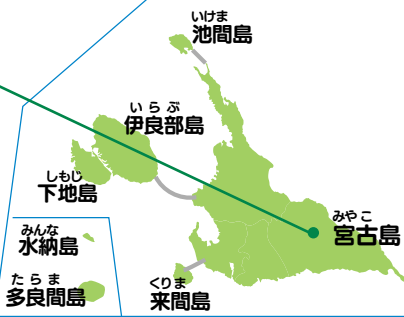 いけま
池間島
いらぶ
伊良部島
しもじ
下地島
みやこ
宮古島
みんな
水納島
たらま
多良間島
くりま
来間島